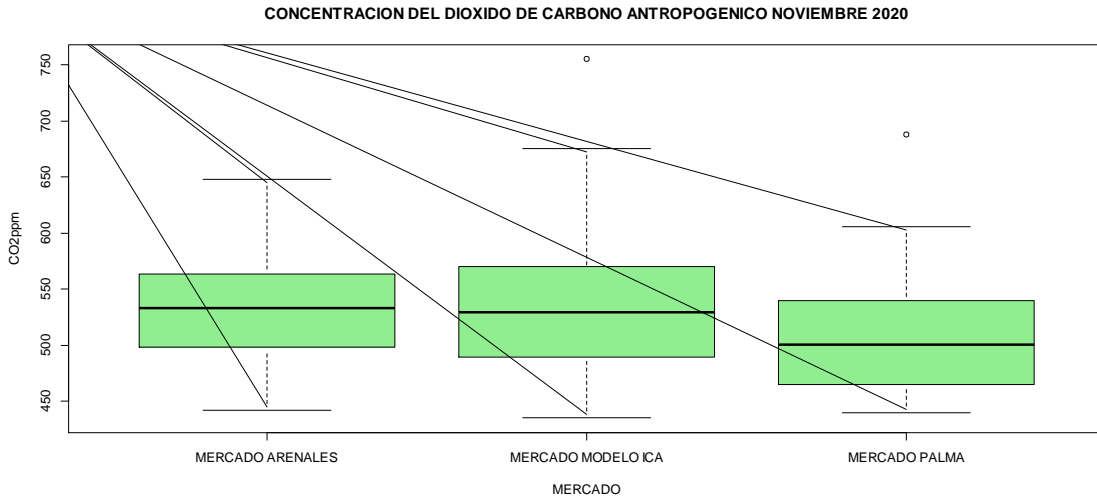 CONCENTRACION DEL DIOXIDO DE CARBONO ANTROPOGENICO NOVIEMBRE 2020
750
700
650
600
550
500
450
CO2ppm
MERCADO ARENALES
MERCADO MODELO ICA
MERCADO PALMA
MERCADO